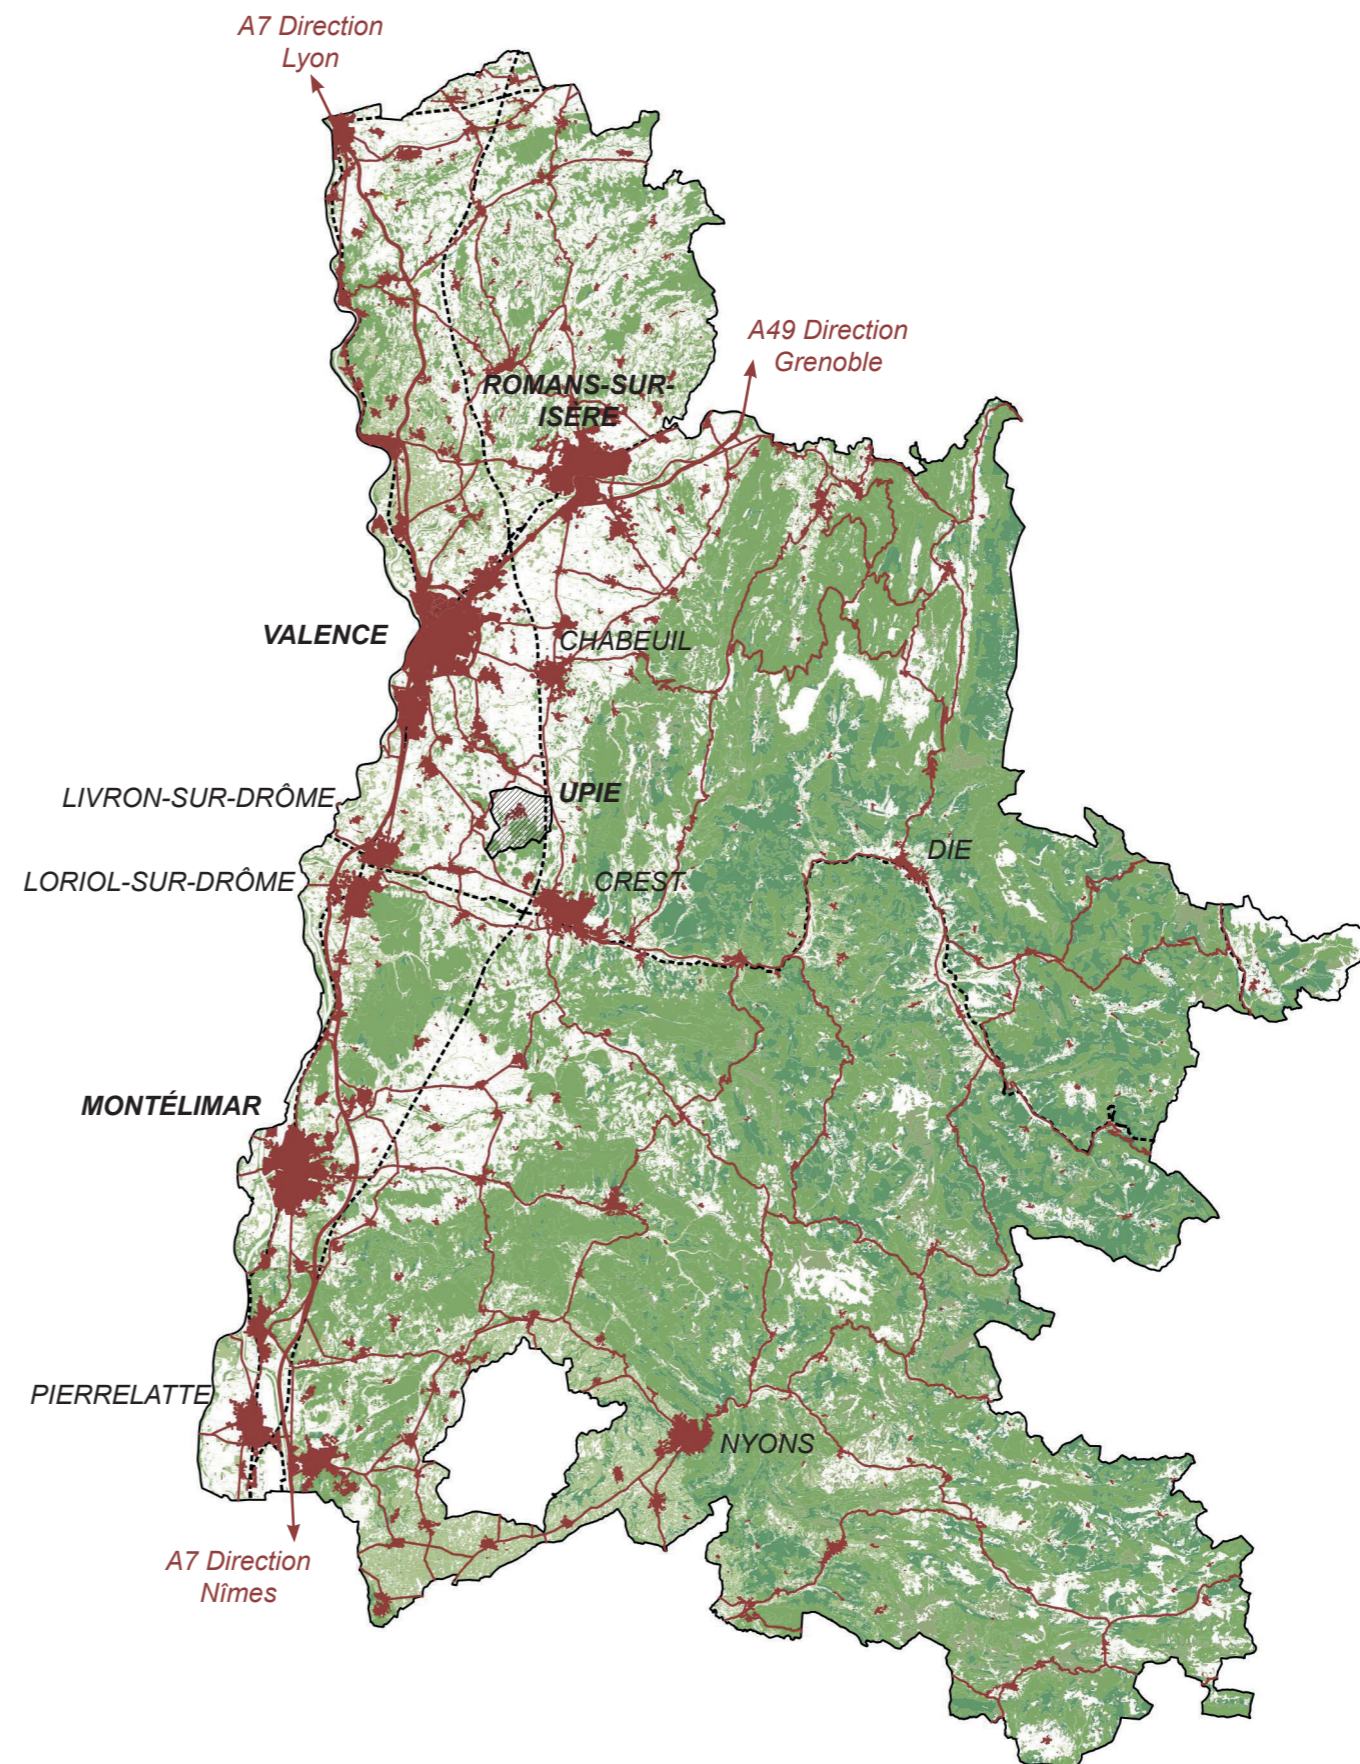 A7 Direction
Lyon
A49 Direction
Grenoble
ROMANS-SUR-
ISÈRE
VALENCE
CHABEUIL
LIVRON-SUR-DRÔME
UPIE
LORIOL-SUR-DRÔME
CREST
DIE
MONTÉLIMAR
PIERRELATTE
NYONS
A7 Direction
Nîmes